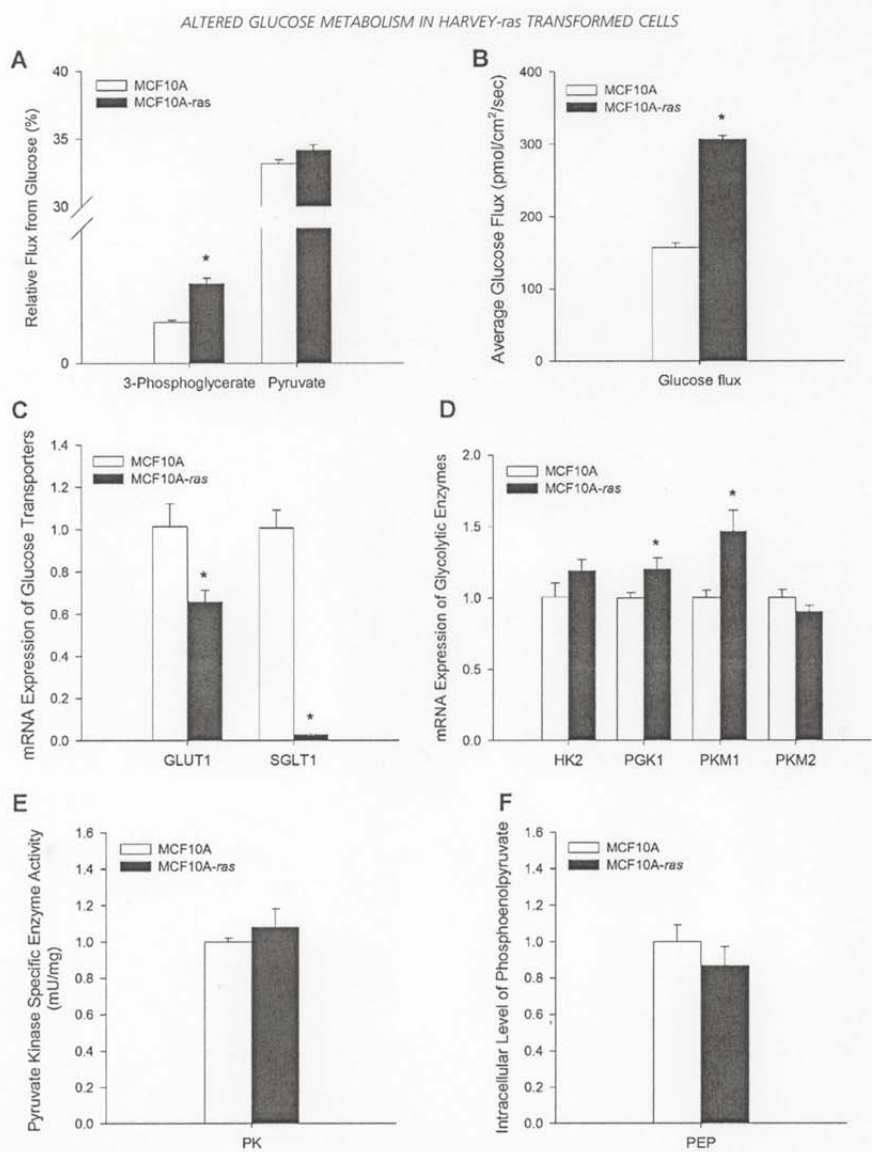 ALTERED GLUCOSE METABOLISM IN HARVEY-ras TRANSFORMED CELLS
A
MCF10A
MCF10A-ras
Relative Flux from Glucose (%)
40
35
30
0
3-Phosphoglycerate Pyruvate
*
B
MCF10A
MCF10A-ras
Average Glucose Flux (pmol/cm²/sec)
400
300
200
100
0
Glucose flux
*
C
MCF10A
MCF10A-ras
mRNA Expression of Glucose Transporters
1.4
1.2
1.0
0.8
0.6
0.4
0.2
0.0
GLUT1 SGLT1
*
*
D
MCF10A
MCF10A-ras
mRNA Expression of Glycolytic Enzymes
2.0
1.5
1.0
0.5
0.0
HK2 PGK1 PKM1 PKM2
*
*
E
MCF10A
MCF10A-ras
Pyruvate Kinase Specific Enzyme Activity
(mU/mg)
1.6
1.4
1.2
1.0
0.8
0.6
0.4
0.2
0.0
PK
F
MCF10A
MCF10A-ras
Intracellular Level of Phosphoenolpyruvate
1.6
1.4
1.2
1.0
0.8
0.6
0.4
0.2
0.0
PEP